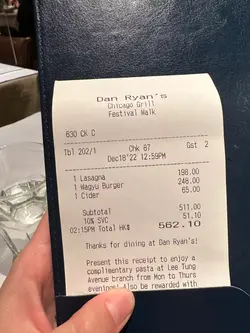 Dan Ryan's
Chicago Grill
Festival Walk
630 CK C
Tbl 202/1 Chk 67 Gst 2
Dec18'22 12:59PM
1 Lasagna 198.00
1 Wagyu Burger 248.00
1 Cider 65.00
Subtotal 511.00
10% SVC 51.10
02:15PM Total HK$ 562.10
Thanks for dining at Dan Ryan's!
Present this receipt to enjoy a
complimentary pasta at Lee Tung
Avenue branch from Mon to Thurs
evening! Also be rewarded with